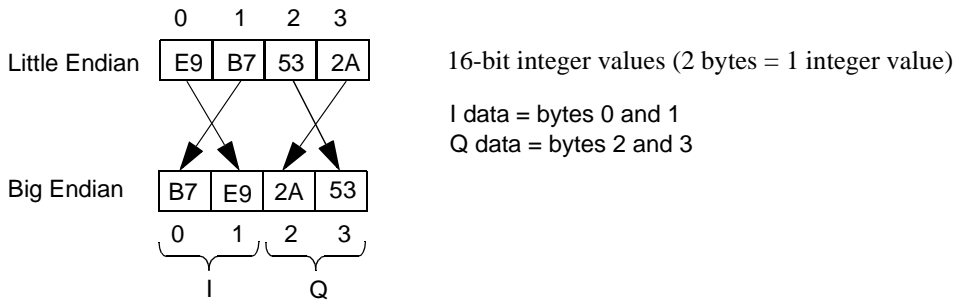 0 1 2 3
Little Endian E9 B7 53 2A
16-bit integer values (2 bytes = 1 integer value)
I data = bytes 0 and 1
Q data = bytes 2 and 3
Big Endian B7 E9 2A 53
0 1 2 3
I Q